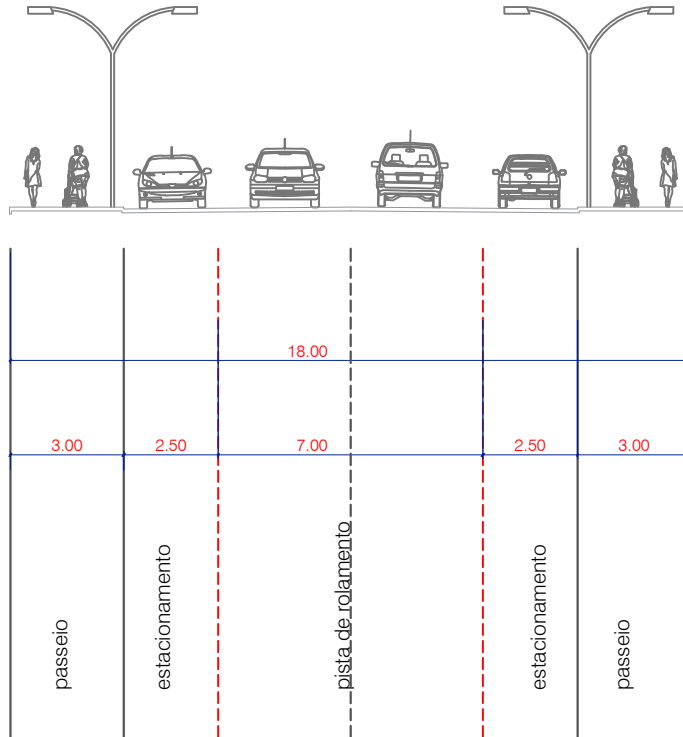 18.00
3.00 2.50 7.00 2.50 3.00
passeio
estacionamento
pista de rolamento
estacionamento
passeio